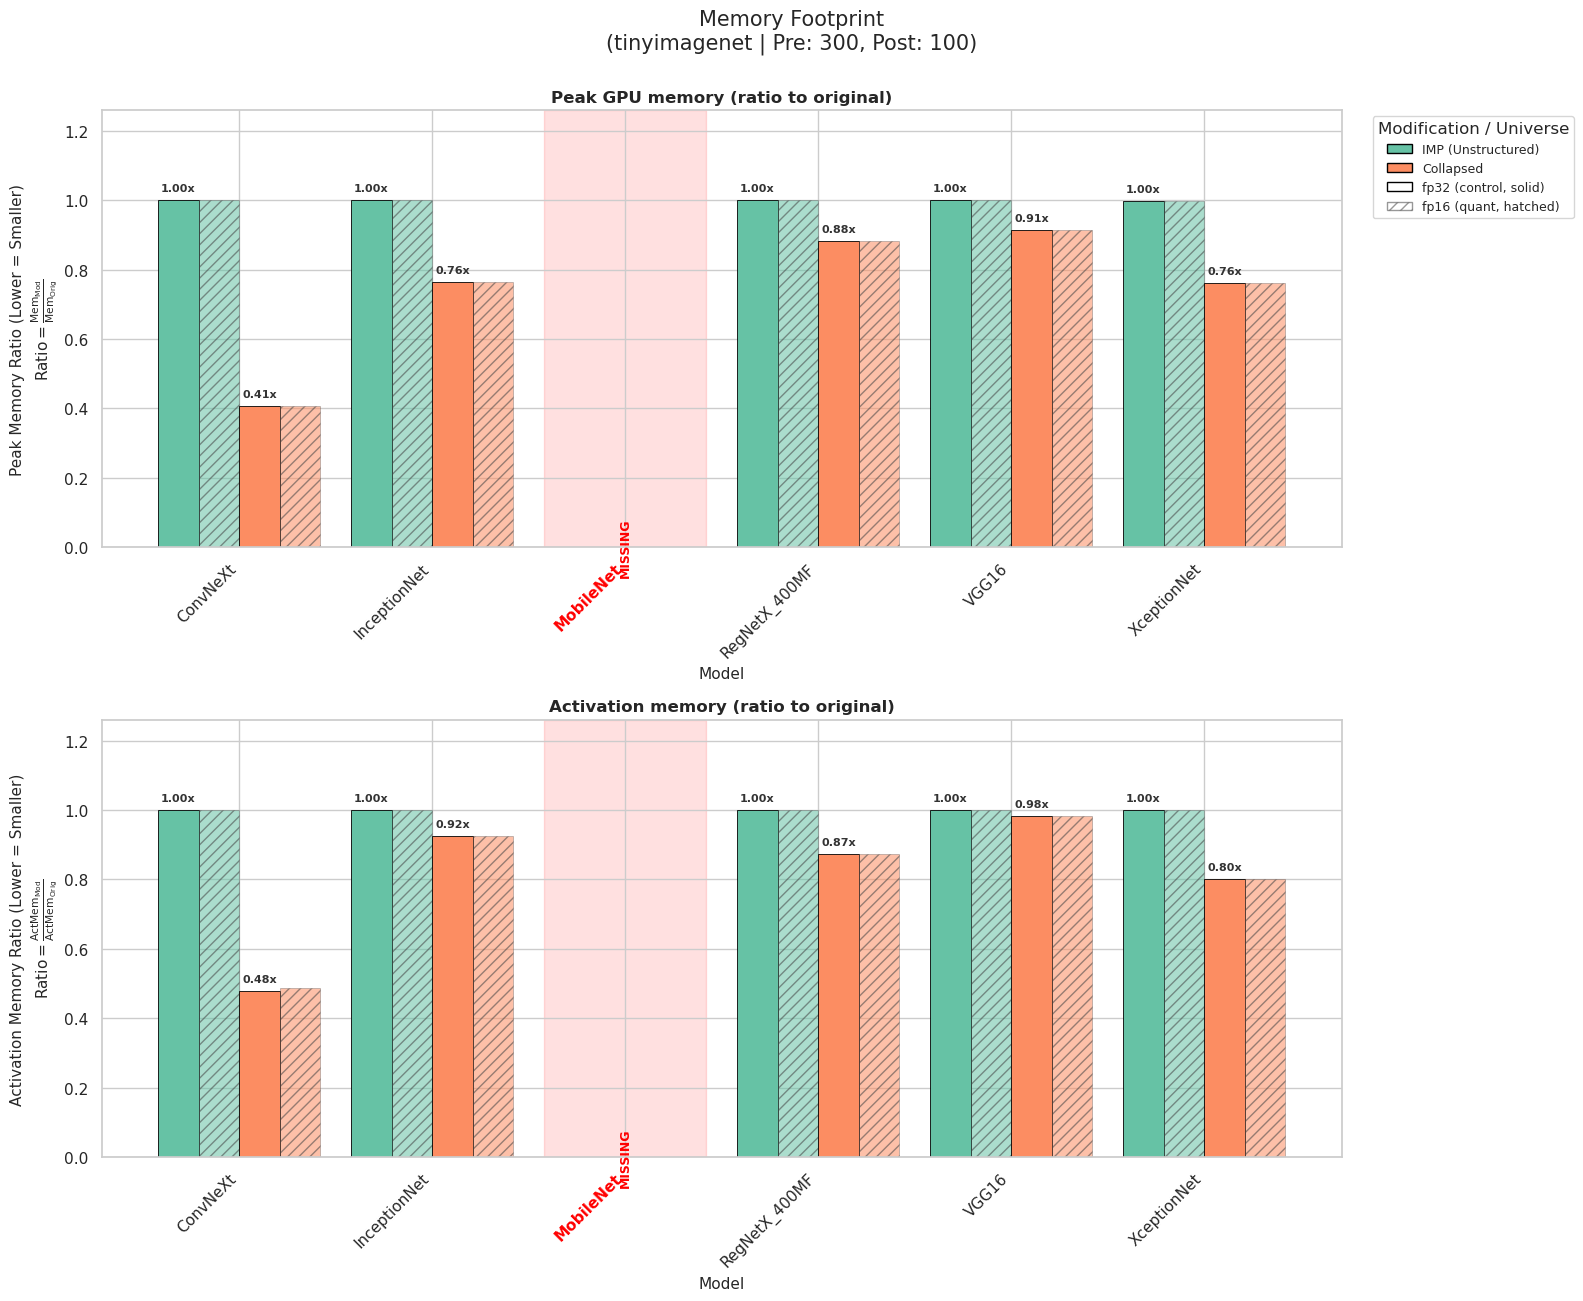 Memory Footprint
(tinyimagenet | Pre: 300, Post: 100)
Peak GPU memory (ratio to original)
Peak Memory Ratio (Lower = Smaller)
Ratio = Mem_Mod / Mem_Orig
1.2
1.0
0.8
0.6
0.4
0.2
0.0
1.00x
0.41x
1.00x
0.76x
MISSING
1.00x
0.88x
1.00x
0.91x
1.00x
0.76x
ConvNeXt
InceptionNet
MobileNet
RegNetX_400MF
VGG16
XceptionNet
Model
Modification / Universe
IMP (Unstructured)
Collapsed
fp32 (control, solid)
fp16 (quant, hatched)
Activation memory (ratio to original)
Activation Memory Ratio (Lower = Smaller)
Ratio = ActMem_Mod / ActMem_Orig
1.2
1.0
0.8
0.6
0.4
0.2
0.0
1.00x
0.48x
1.00x
0.92x
MISSING
1.00x
0.87x
1.00x
0.98x
1.00x
0.80x
ConvNeXt
InceptionNet
MobileNet
RegNetX_400MF
VGG16
XceptionNet
Model